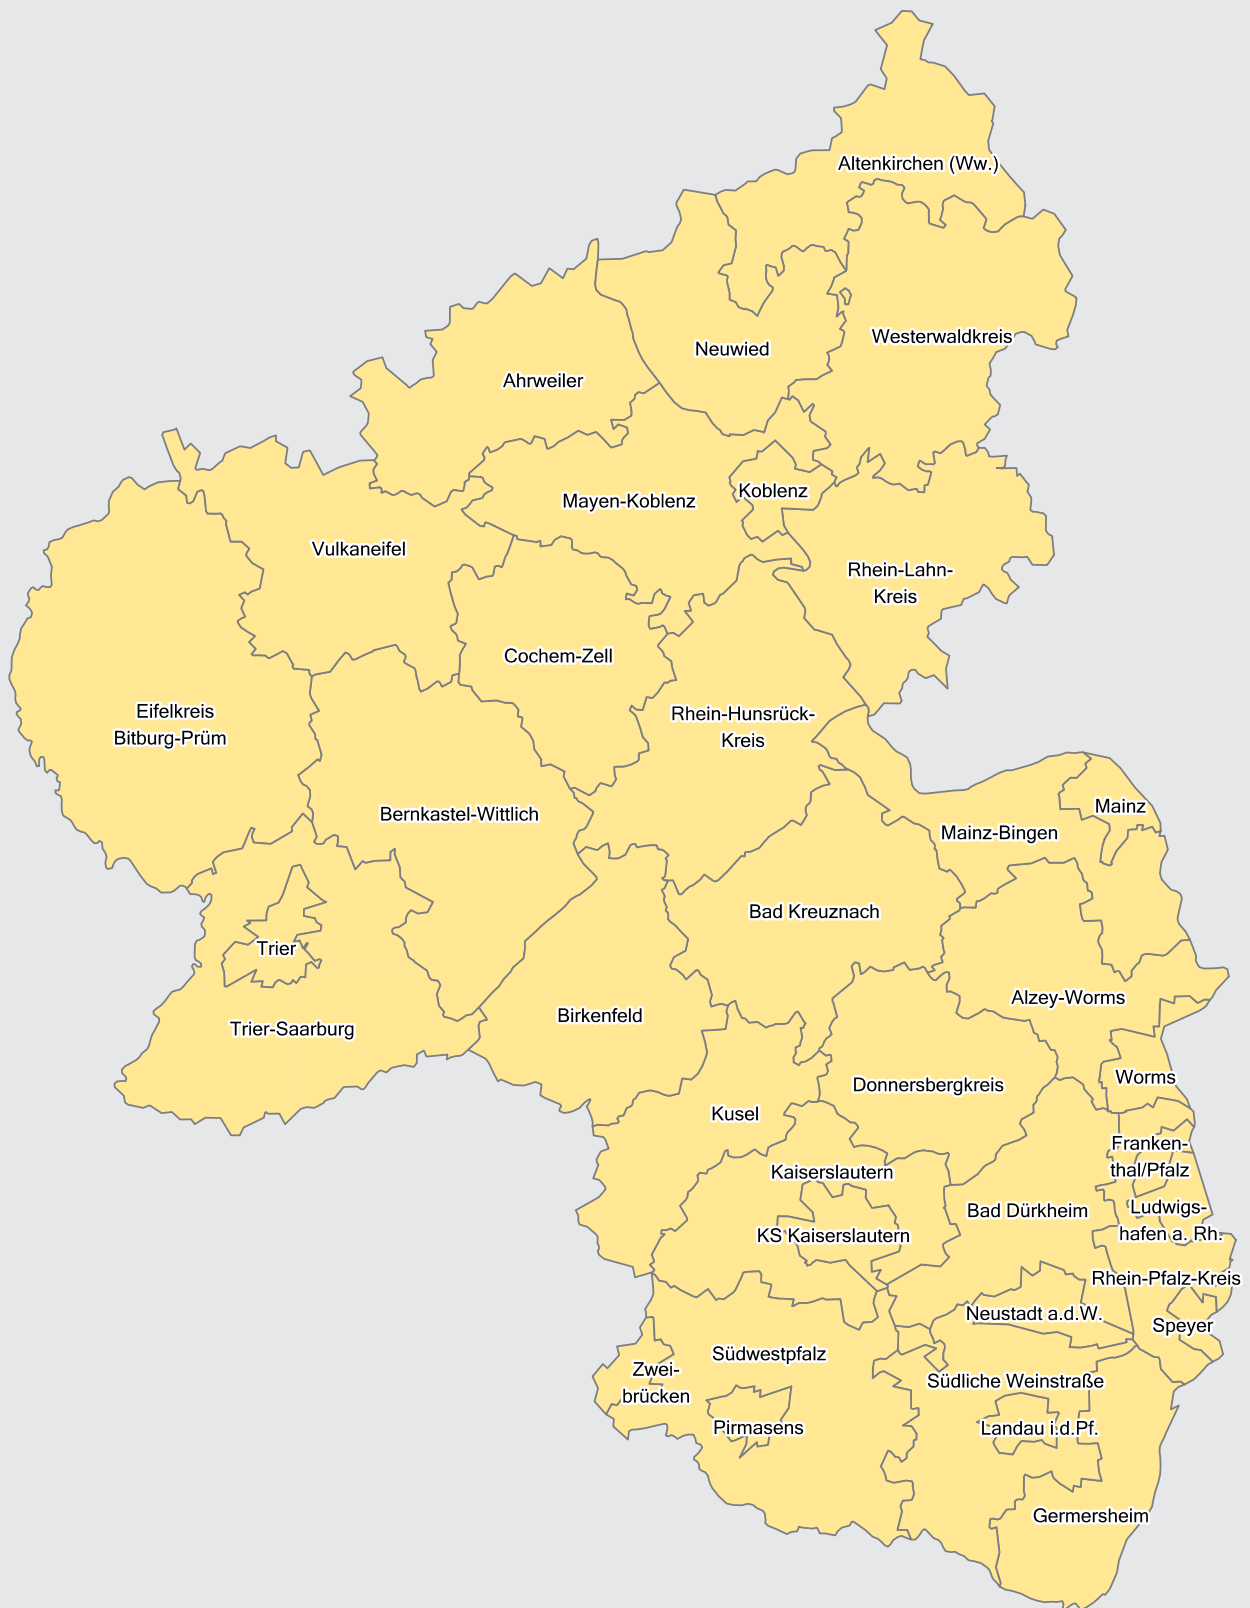 Altenkirchen (Ww.)
Westerwaldkreis
Neuwied
Ahrweiler
Koblenz
Mayen-Koblenz
Vulkaneifel
Rhein-Lahn-
Kreis
Cochem-Zell
Eifelkreis
Bitburg-Prüm
Rhein-Hunsrück-
Kreis
Mainz
Bernkastel-Wittlich
Mainz-Bingen
Bad Kreuznach
Trier
Alzey-Worms
Birkenfeld
Trier-Saarburg
Worms
Donnersbergkreis
Kusel
Franken-
thal/Pfalz
Kaiserslautern
Ludwigs-
hafen a. Rh.
Bad Dürkheim
KS Kaiserslautern
Rhein-Pfalz-Kreis
Neustadt a.d.W.
Speyer
Südwestpfalz
Zwei-
brücken
Südliche Weinstraße
Pirmasens
Landau i.d.Pf.
Germersheim